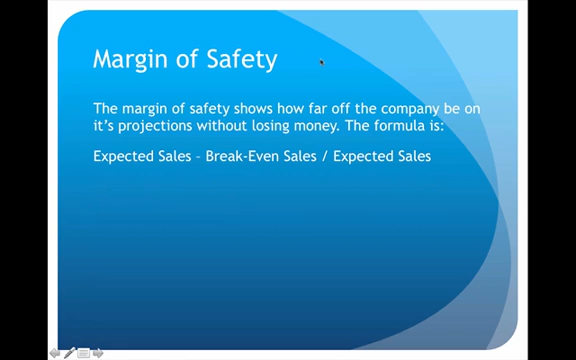 Margin of Safety
The margin of safety shows how far off the company be on
it's projections without losing money. The formula is:
Expected Sales – Break-Even Sales / Expected Sales